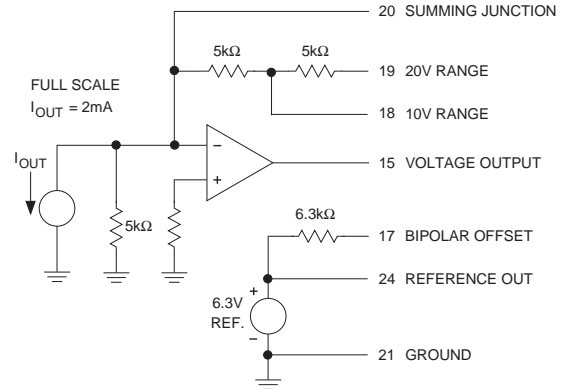 20 SUMMING JUNCTION
5kΩ 5kΩ
19 20V RANGE
FULL SCALE
I_OUT = 2mA
18 10V RANGE
I_OUT
−
15 VOLTAGE OUTPUT
+
5kΩ
6.3kΩ
17 BIPOLAR OFFSET
24 REFERENCE OUT
+
6.3V
REF.
−
21 GROUND